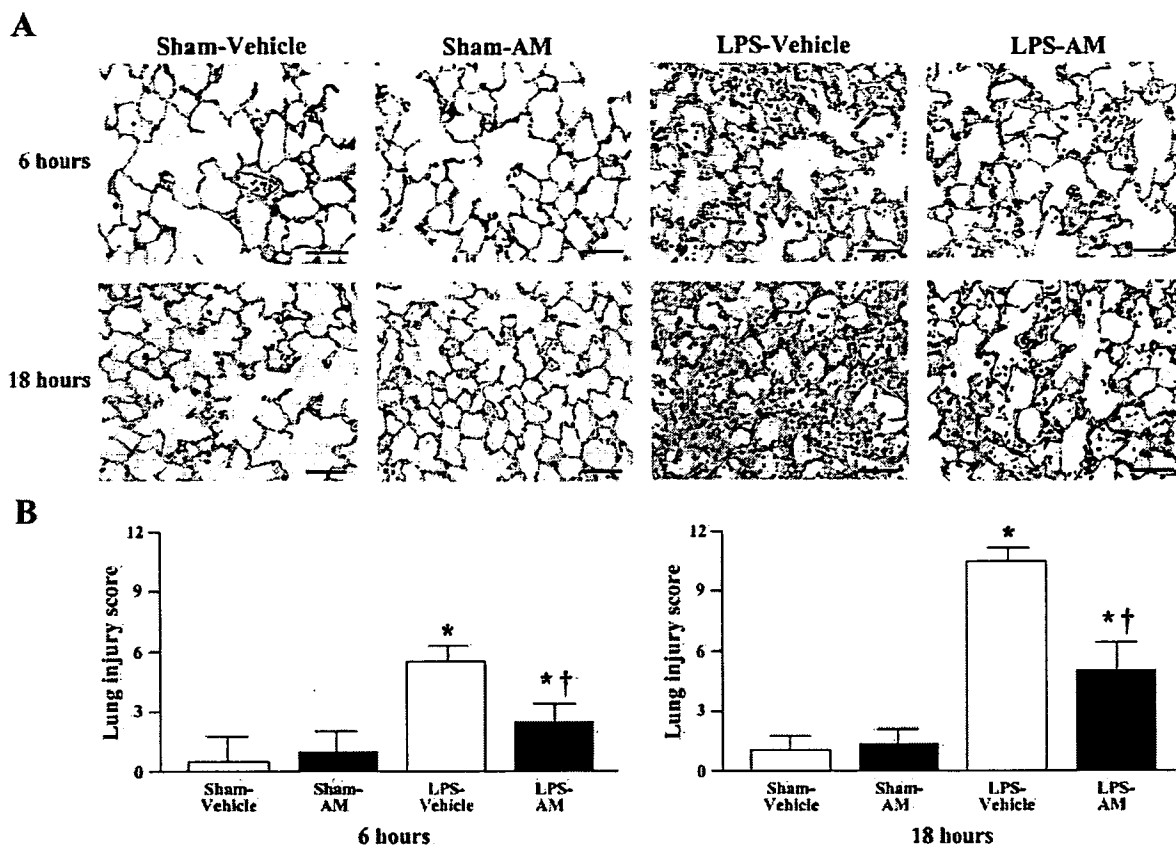 A
Sham-Vehicle Sham-AM LPS-Vehicle LPS-AM
6 hours
18 hours
B
Lung injury score
12
9
6
3
0
*
* †
Sham-Vehicle
Sham-AM
LPS-Vehicle
LPS-AM
6 hours
Lung injury score
12
9
6
3
0
*
* †
Sham-Vehicle
Sham-AM
LPS-Vehicle
LPS-AM
18 hours